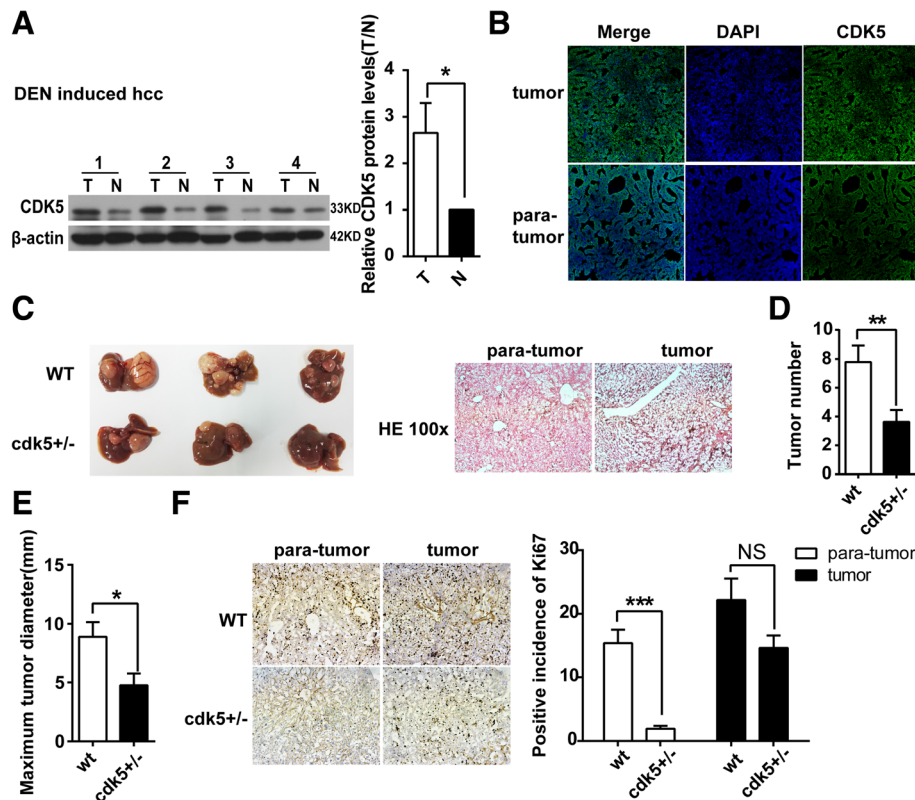 A
DEN induced hcc
1 2 3 4
T N T N T N T N
CDK5 33KD
β-actin 42KD
Relative CDK5 protein levels(T/N)
4
3
2
1
0
*
T N
B
Merge DAPI CDK5
tumor
para-tumor
C
WT
cdk5+/-
para-tumor tumor
HE 100x
D
Tumor number
10
8
6
4
2
0
**
wt cdk5+/-
E
Maximum tumor diameter(mm)
15
10
5
0
*
wt cdk5+/-
F
para-tumor tumor
WT
cdk5+/-
Positive incidence of Ki67
30
20
10
0
***
NS
para-tumor
tumor
wt cdk5+/- wt cdk5+/-